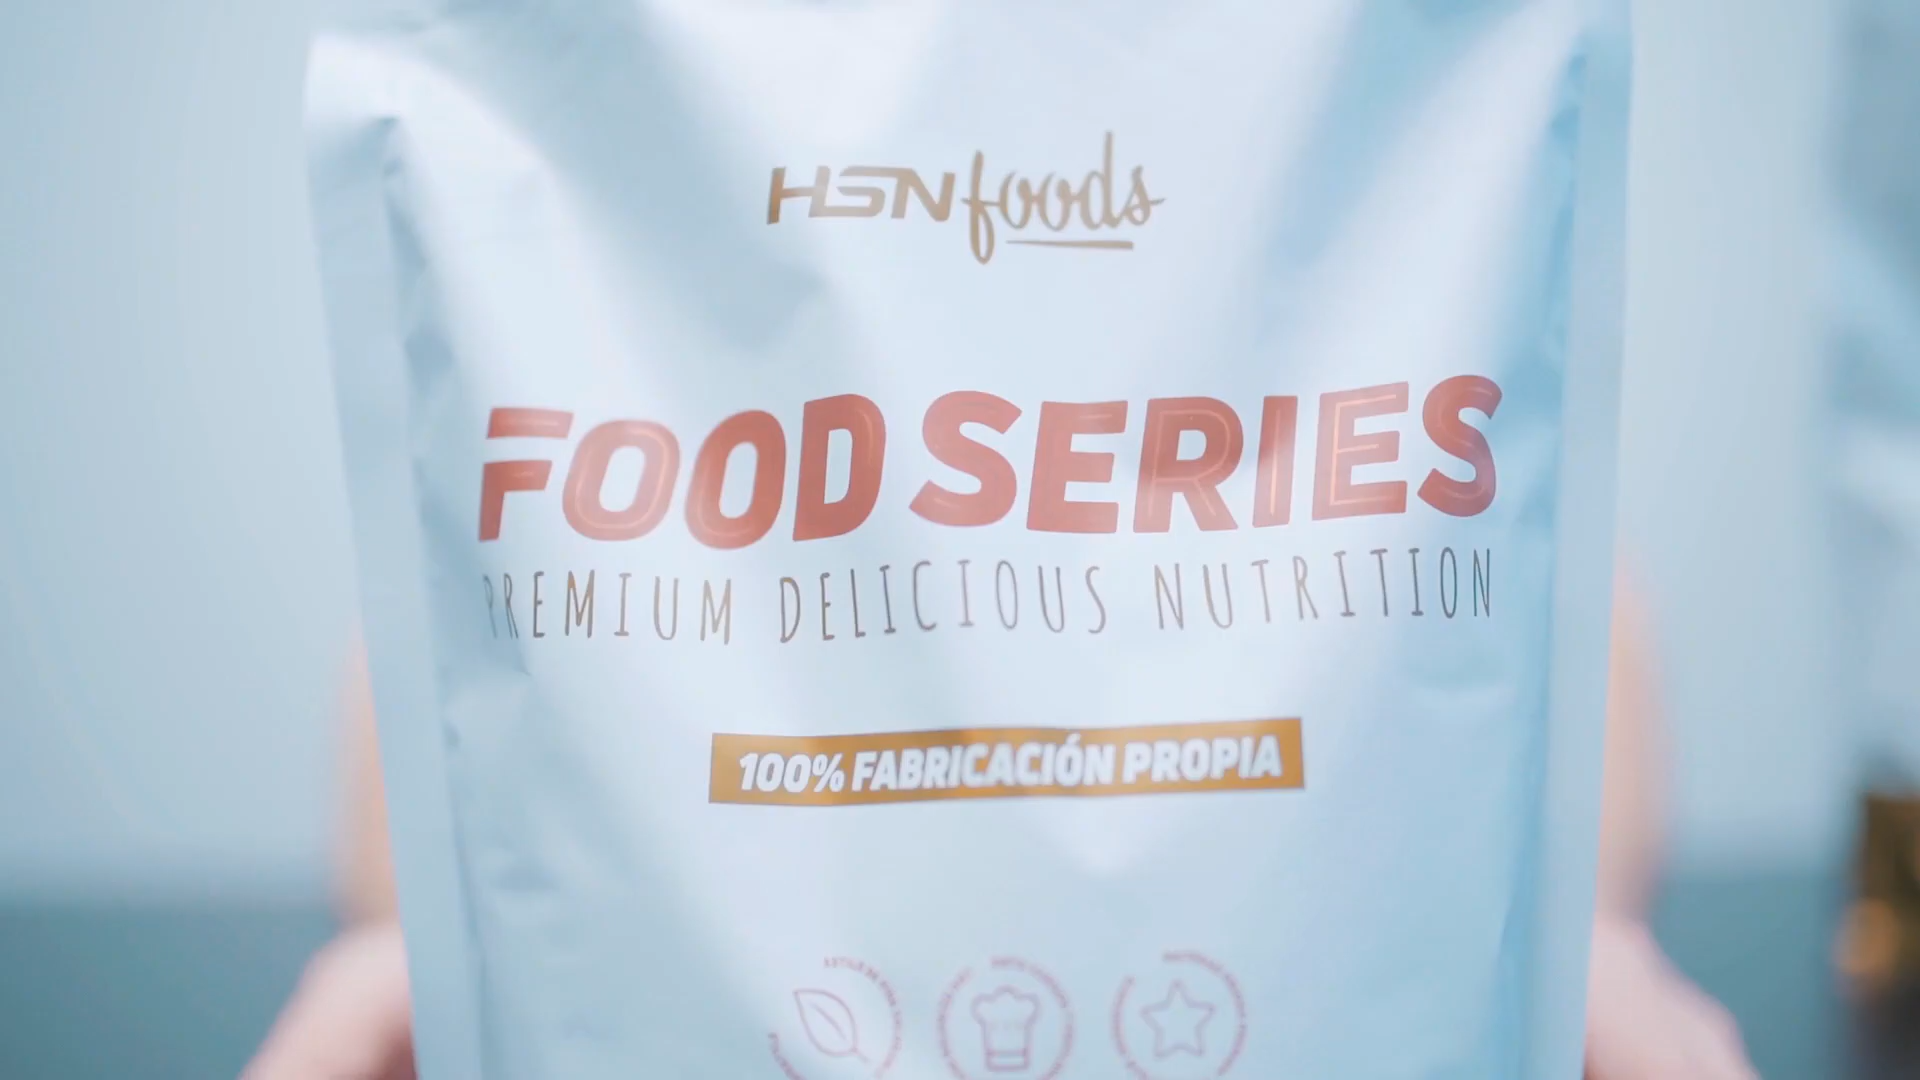 HSN foods
FOOD SERIES
PREMIUM DELICIOUS NUTRITION
100% FABRICACIÓN PROPIA